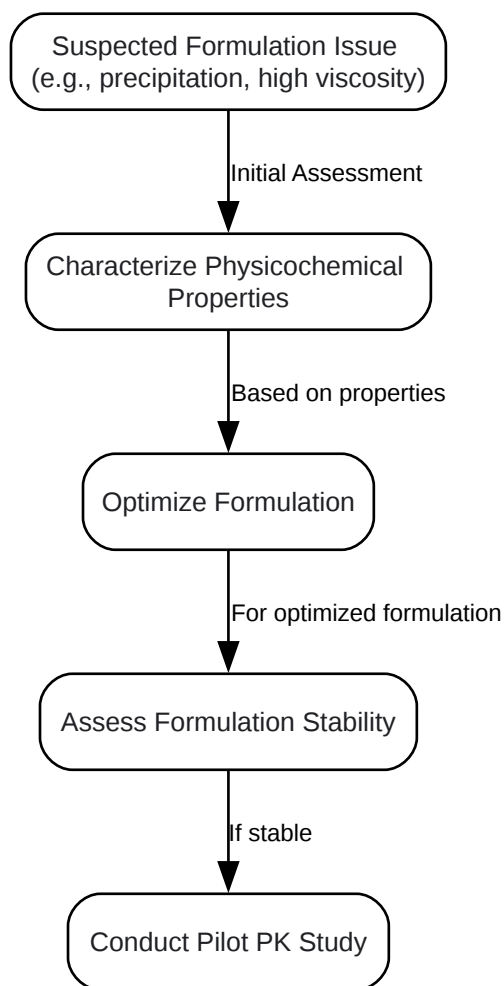 Suspected Formulation Issue
(e.g., precipitation, high viscosity)
Initial Assessment
Characterize Physicochemical
Properties
Based on properties
Optimize Formulation
For optimized formulation
Assess Formulation Stability
If stable
Conduct Pilot PK Study